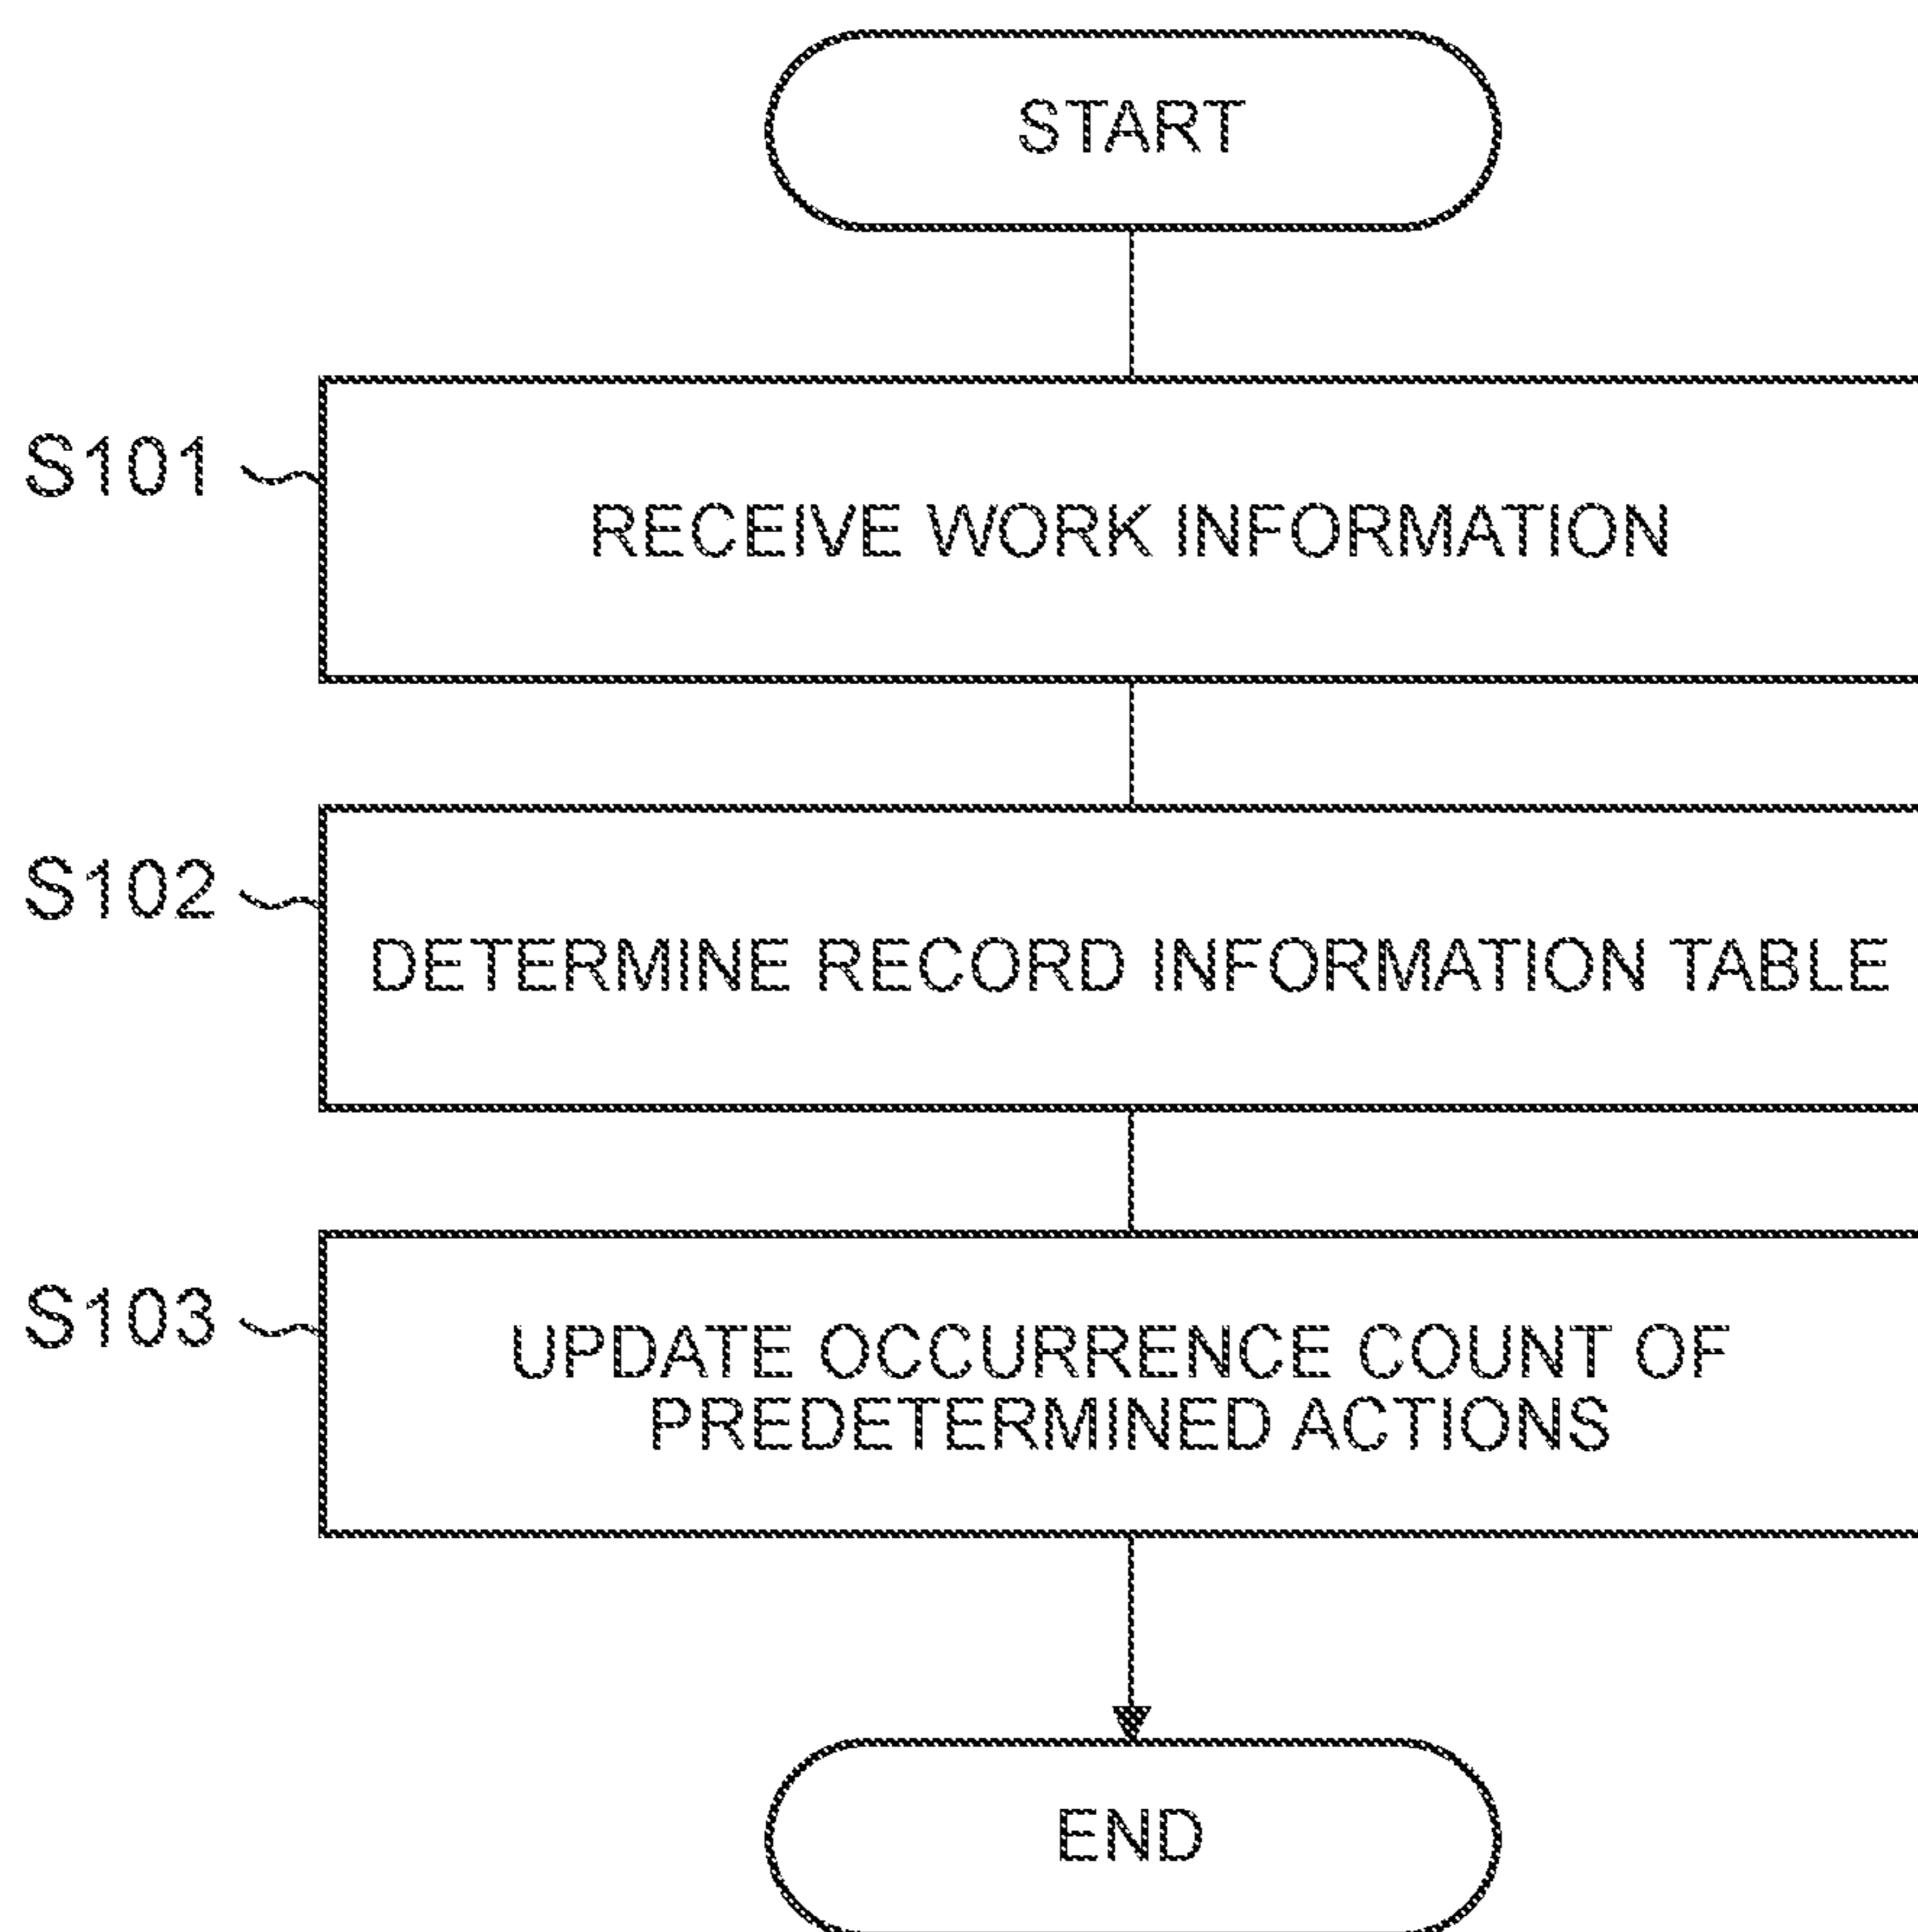 START
S101
RECEIVE WORK INFORMATION
S102
DETERMINE RECORD INFORMATION TABLE
S103
UPDATE OCCURRENCE COUNT OF
PREDETERMINED ACTIONS
END